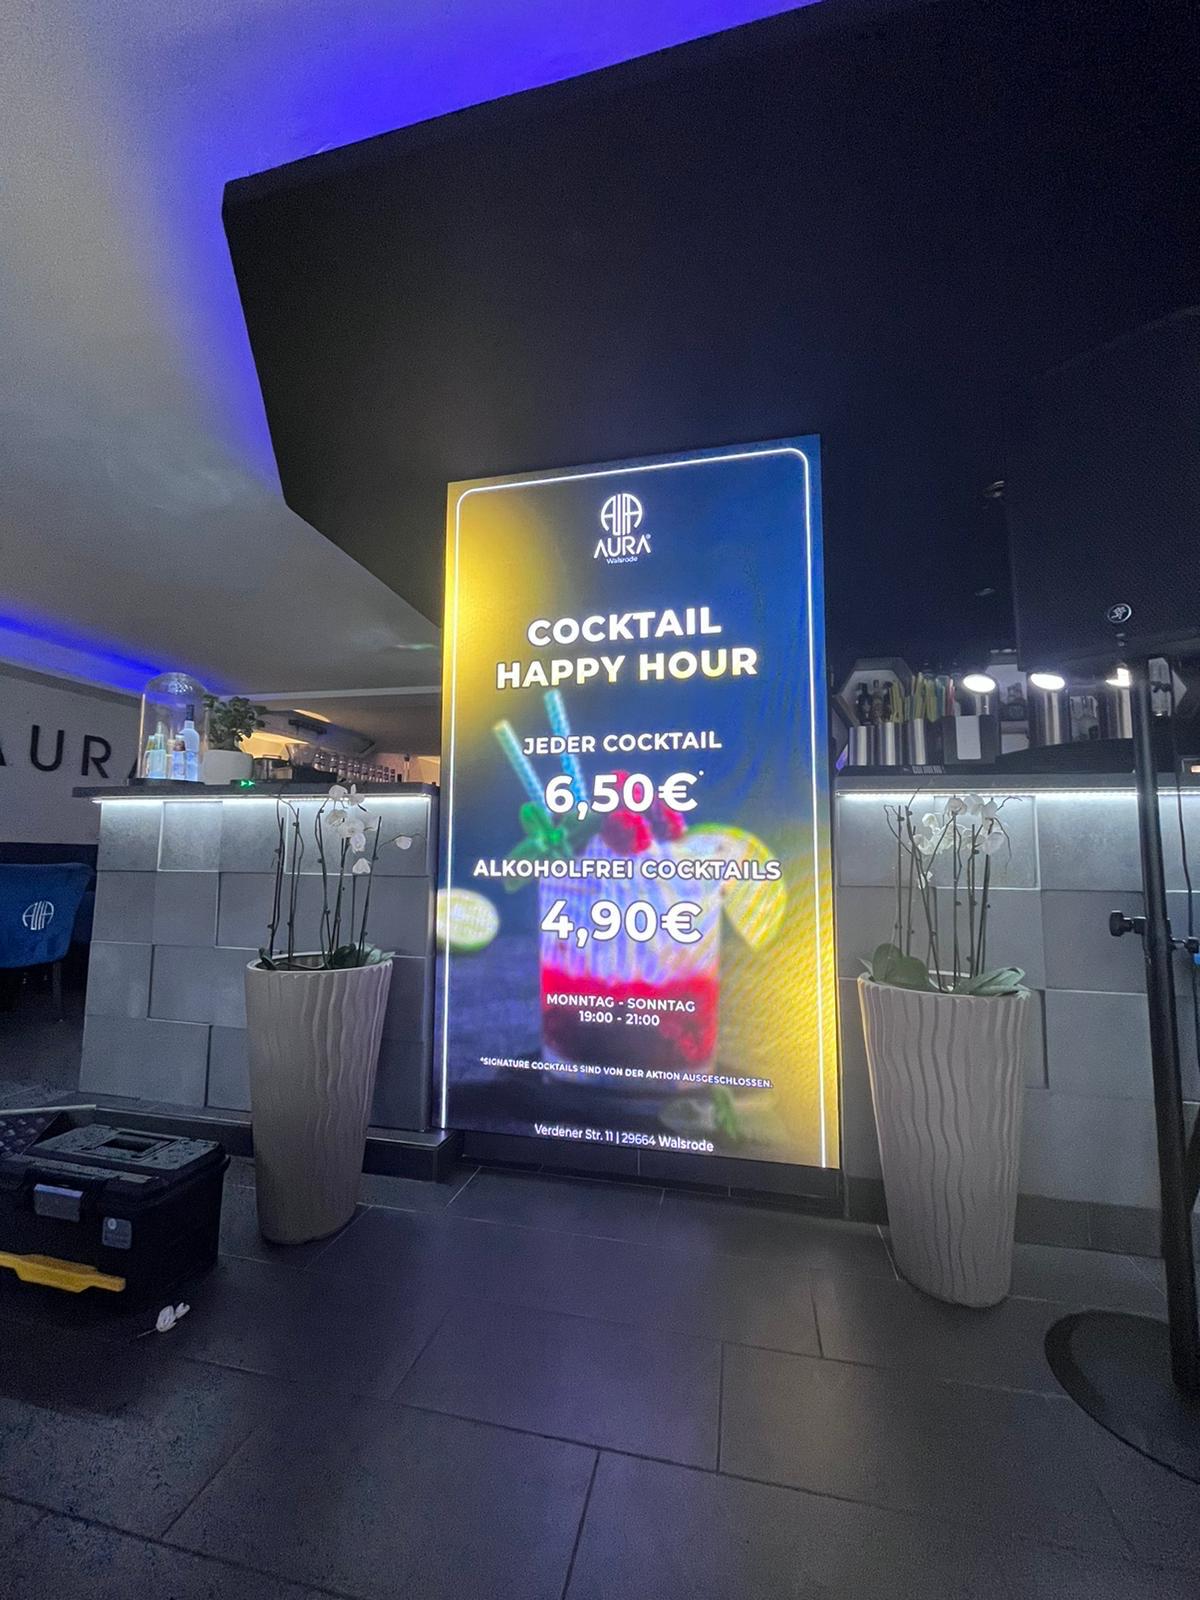 AURA
Walsrode
COCKTAIL
HAPPY HOUR
JEDER COCKTAIL
6,50€*
ALKOHOLFREI COCKTAILS
4,90€
MONNTAG - SONNTAG
19:00 - 21:00
*SIGNATURE COCKTAILS SIND VON DER AKTION AUSGESCHLOSSEN.
Verdener Str. 11 | 29664 Walsrode
AURA